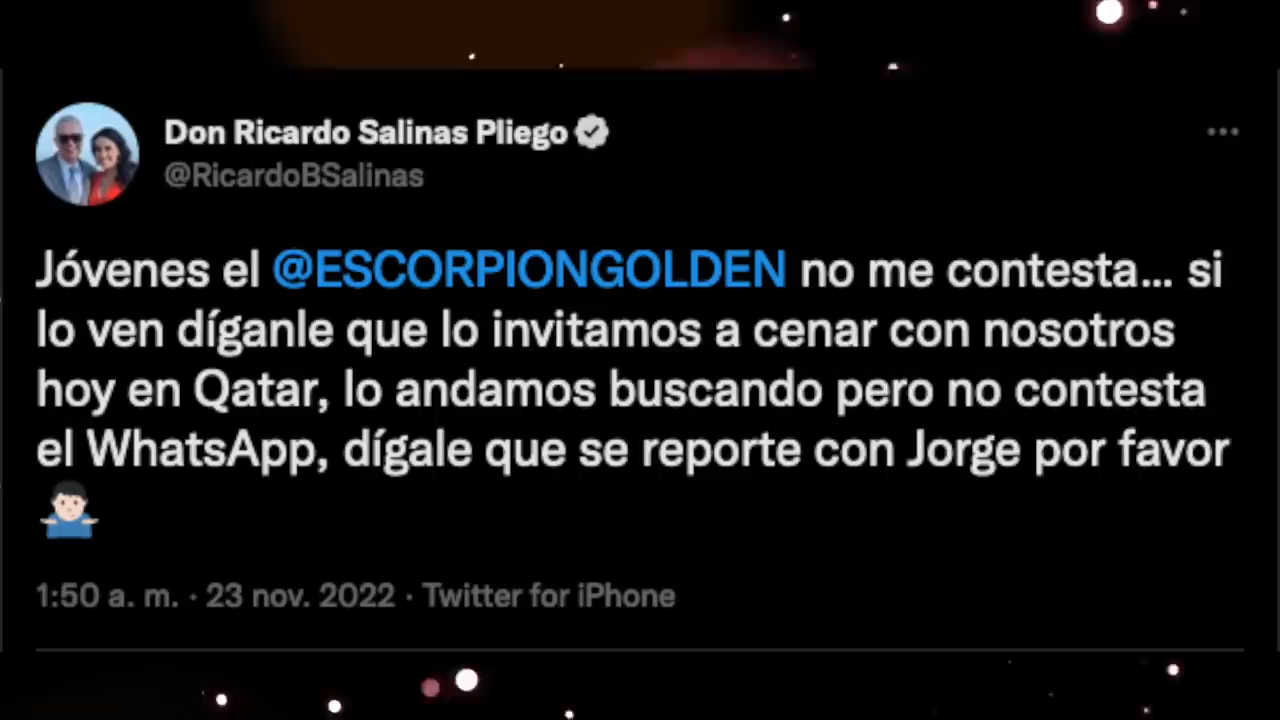 Don Ricardo Salinas Pliego
@RicardoBSalinas
Jóvenes el @ESCORPIONGOLDEN no me contesta... si
lo ven díganle que lo invitamos a cenar con nosotros
hoy en Qatar, lo andamos buscando pero no contesta
el WhatsApp, dígale que se reporte con Jorge por favor
1:50 a. m. · 23 nov. 2022 · Twitter for iPhone